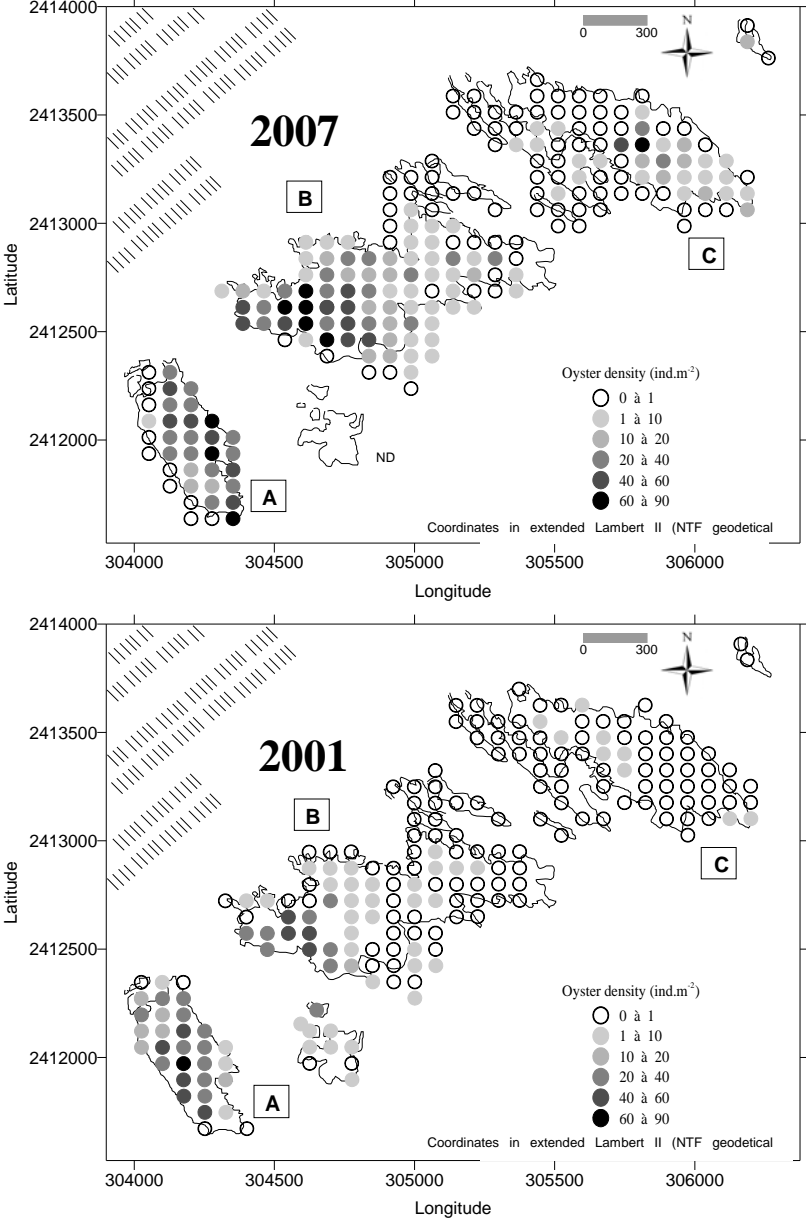 2414000
2413500
2413000
2412500
2412000
Latitude
2007
B
C
A
ND
N
0 300
Oyster density (ind.m-2)
0 à 1
1 à 10
10 à 20
20 à 40
40 à 60
60 à 90
Coordinates in extended Lambert II (NTF geodetical
304000 304500 305000 305500 306000
Longitude
2414000
2413500
2413000
2412500
2412000
Latitude
2001
B
C
A
N
0 300
Oyster density (ind.m-2)
0 à 1
1 à 10
10 à 20
20 à 40
40 à 60
60 à 90
Coordinates in extended Lambert II (NTF geodetical
304000 304500 305000 305500 306000
Longitude